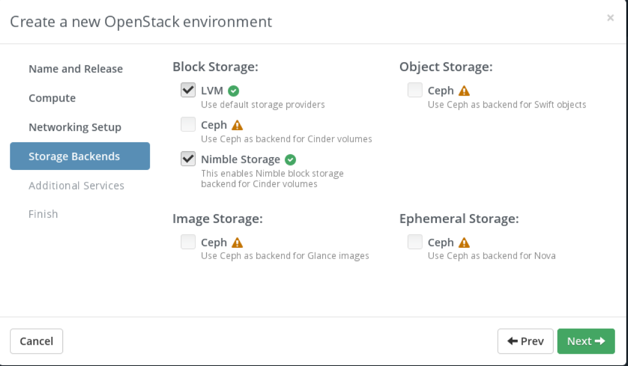 Create a new OpenStack environment
×
Name and Release
Compute
Networking Setup
Storage Backends
Additional Services
Finish
Block Storage:
LVM
Use default storage providers
Ceph
Use Ceph as backend for Cinder volumes
Nimble Storage
This enables Nimble block storage
backend for Cinder volumes
Object Storage:
Ceph
Use Ceph as backend for Swift objects
Image Storage:
Ceph
Use Ceph as backend for Glance images
Ephemeral Storage:
Ceph
Use Ceph as backend for Nova
Cancel
Prev
Next